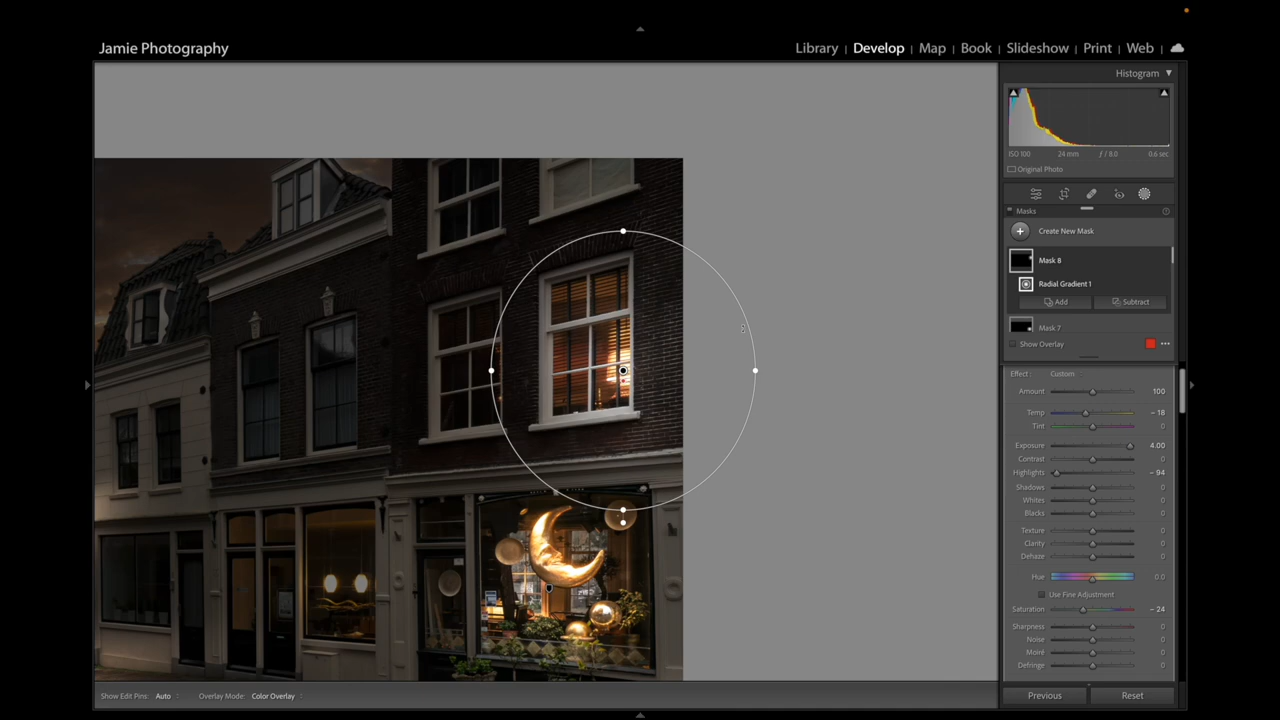 Jamie Photography
Library | Develop | Map | Book | Slideshow | Print | Web
Histogram
ISO 100 24 mm ƒ / 8.0 0.6 sec
Original Photo
Masks
Create New Mask
Mask 8
Radial Gradient 1
Add Subtract
Mask 7
Show Overlay
Effect: Custom
Amount 100
Temp – 18
Tint 0
Exposure 4.00
Contrast 0
Highlights – 94
Shadows 0
Whites 0
Blacks 0
Texture 0
Clarity 0
Dehaze 0
Hue 0.0
Use Fine Adjustment
Saturation – 24
Sharpness 0
Noise 0
Moiré 0
Defringe 0
Show Edit Pins: Auto Overlay Mode: Color Overlay
Previous Reset